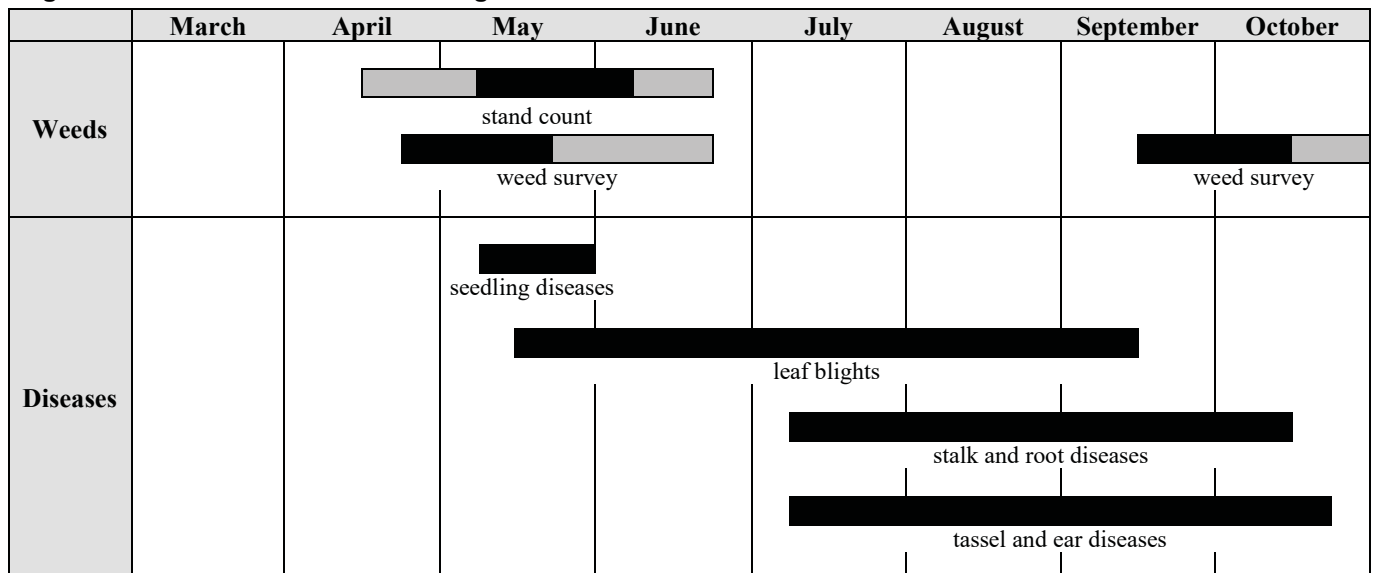 March April May June July August September October
Weeds
stand count
weed survey weed survey
Diseases
seedling diseases
leaf blights
stalk and root diseases
tassel and ear diseases